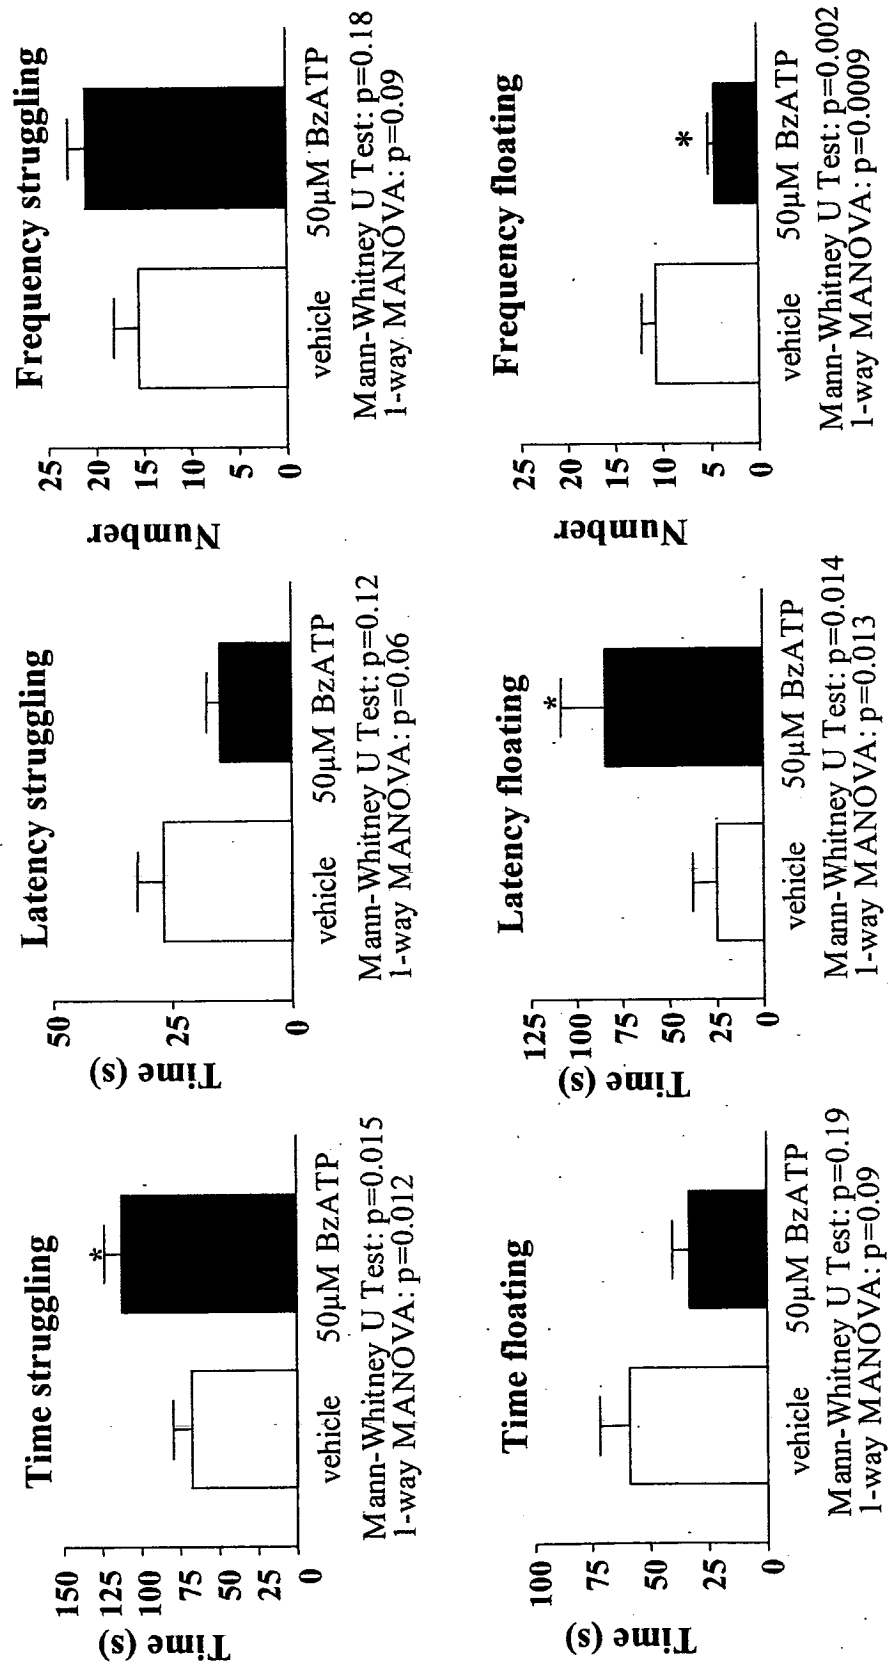 Time struggling
Time (s)
150
125
100
75
50
25
0
*
vehicle 50µM BzATP
Mann-Whitney U Test: p=0.015
1-way MANOVA: p=0.012
Latency struggling
Time (s)
50
25
0
vehicle 50µM BzATP
Mann-Whitney U Test: p=0.12
1-way MANOVA: p=0.06
Frequency struggling
Number
25
20
15
10
5
0
vehicle 50µM BzATP
Mann-Whitney U Test: p=0.18
1-way MANOVA: p=0.09
Time floating
Time (s)
100
75
50
25
0
vehicle 50µM BzATP
Mann-Whitney U Test: p=0.19
1-way MANOVA: p=0.09
Latency floating
Time (s)
125
100
75
50
25
0
*
vehicle 50µM BzATP
Mann-Whitney U Test: p=0.014
1-way MANOVA: p=0.013
Frequency floating
Number
25
20
15
10
5
0
*
vehicle 50µM BzATP
Mann-Whitney U Test: p=0.002
1-way MANOVA: p=0.0009